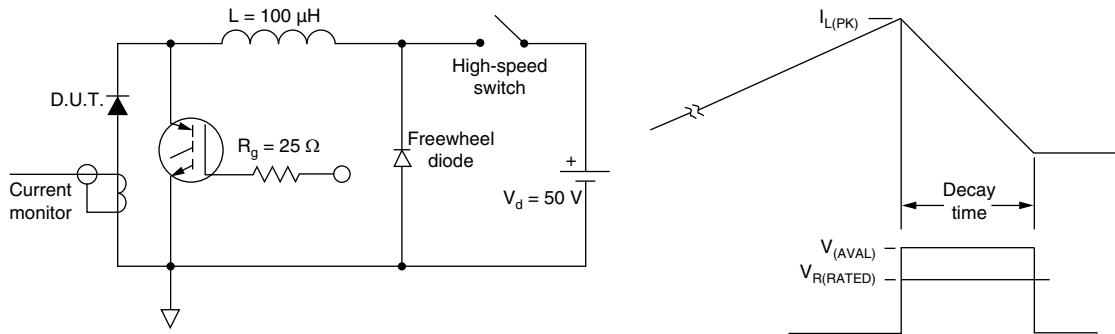 L = 100 µH
High-speed
switch
D.U.T.
R_g = 25 Ω
Freewheel
diode
+
V_d = 50 V
Current
monitor
I_L(PK)
Decay
time
V_(AVAL)
V_R(RATED)